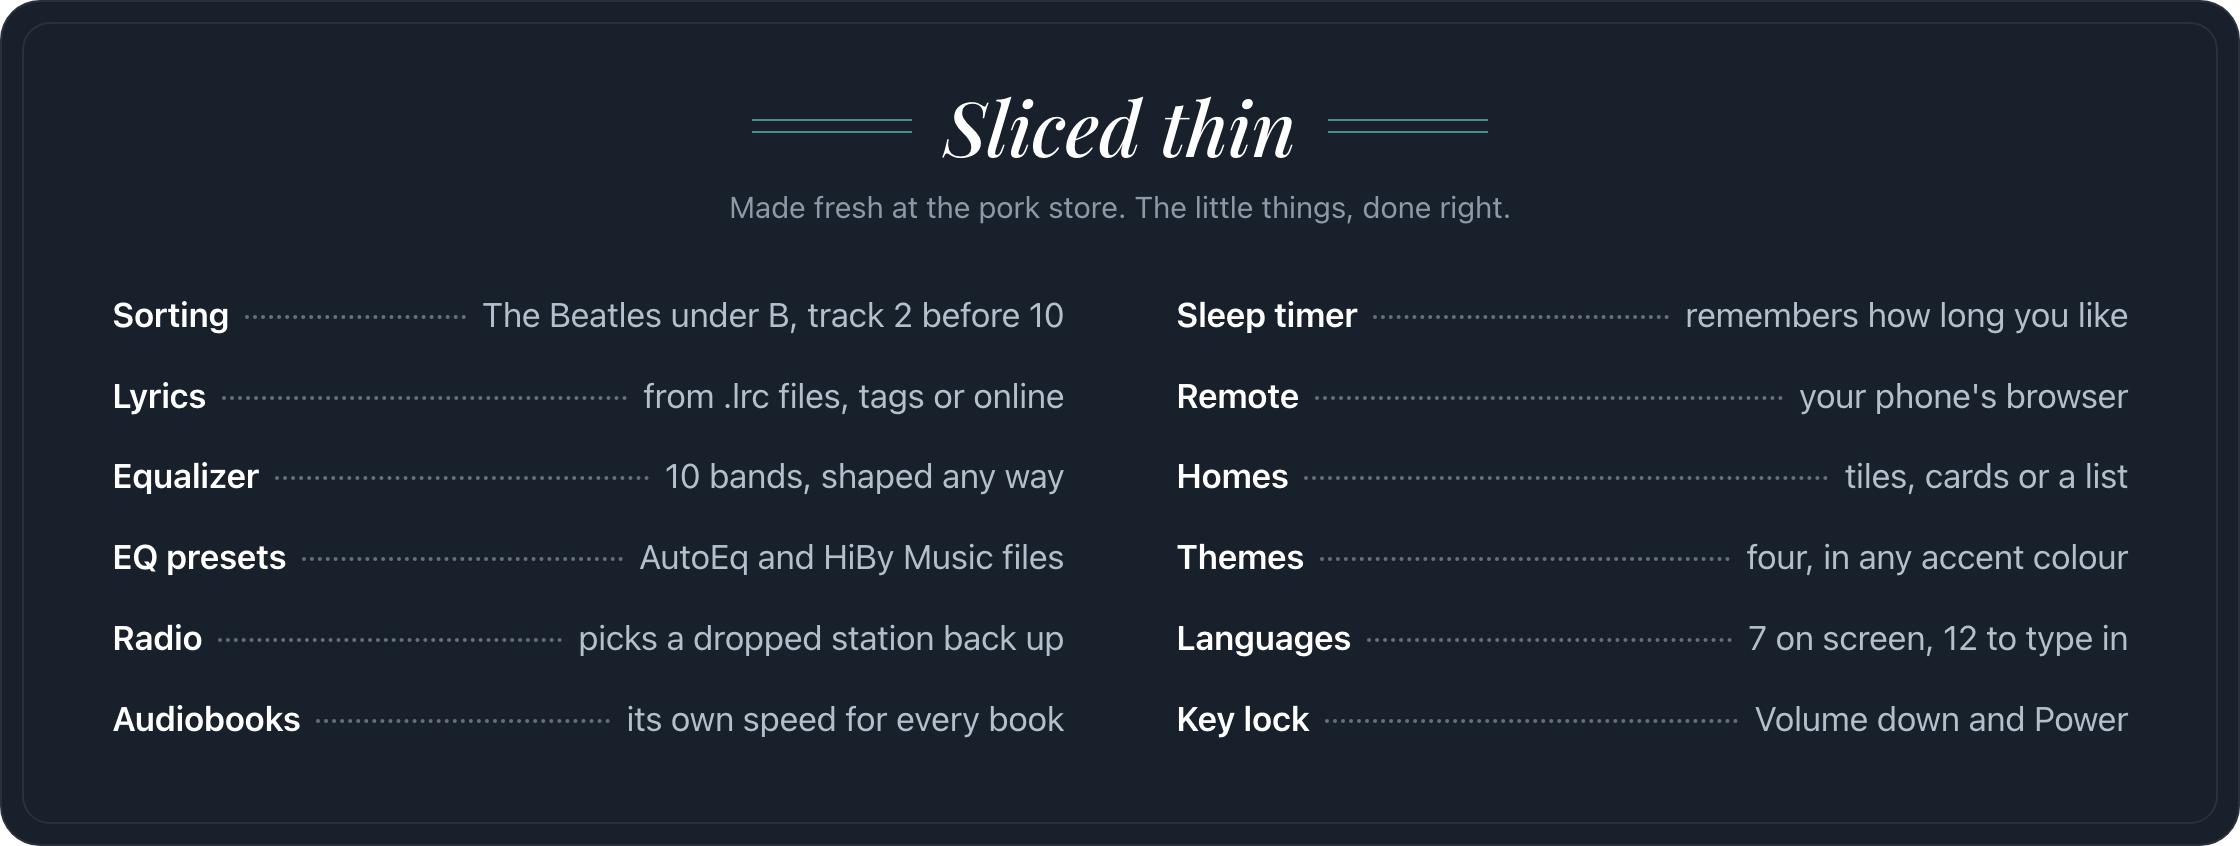 Sliced thin
Made fresh at the pork store. The little things, done right.
Sorting The Beatles under B, track 2 before 10
Lyrics from .lrc files, tags or online
Equalizer 10 bands, shaped any way
EQ presets AutoEq and HiBy Music files
Radio picks a dropped station back up
Audiobooks its own speed for every book
Sleep timer remembers how long you like
Remote your phone's browser
Homes tiles, cards or a list
Themes four, in any accent colour
Languages 7 on screen, 12 to type in
Key lock Volume down and Power